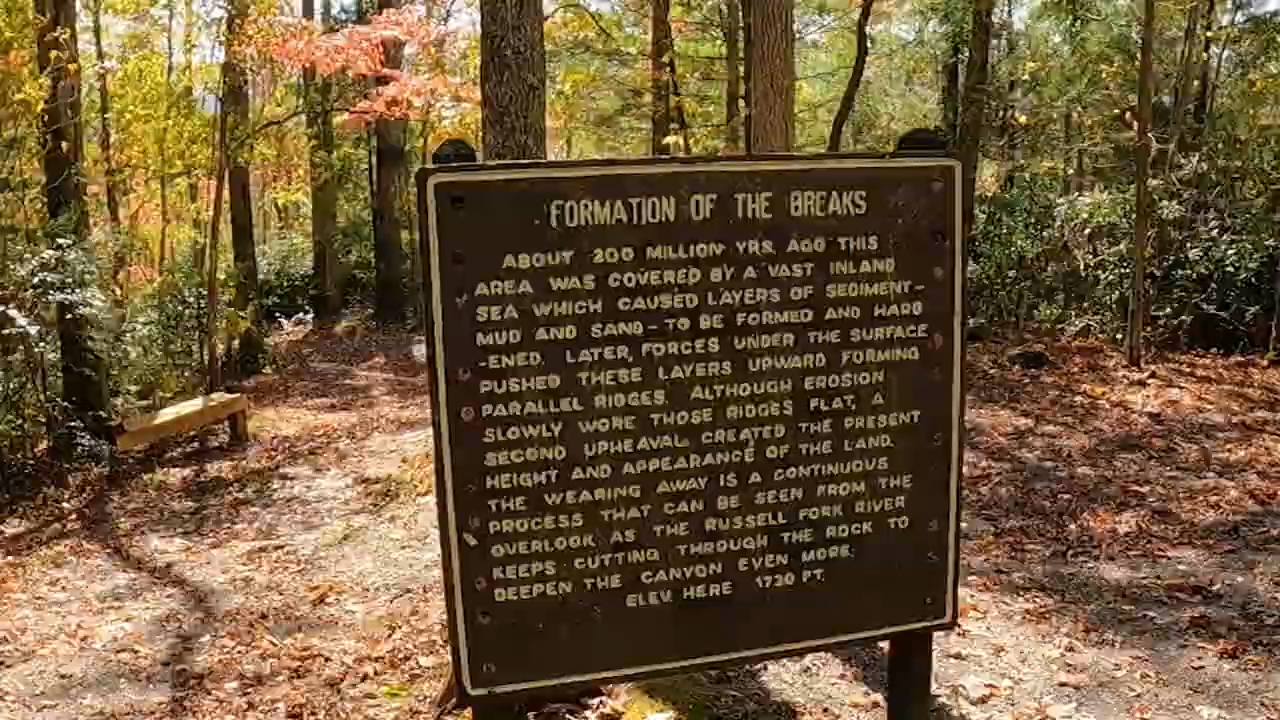 FORMATION OF THE BREAKS
ABOUT 200 MILLION YRS. AGO THIS
AREA WAS COVERED BY A VAST INLAND
SEA WHICH CAUSED LAYERS OF SEDIMENT-
MUD AND SAND-TO BE FORMED AND HARD
-ENED. LATER, FORCES UNDER THE SURFACE
PUSHED THESE LAYERS UPWARD FORMING
PARALLEL RIDGES. ALTHOUGH EROSION
SLOWLY WORE THOSE RIDGES FLAT, A
SECOND UPHEAVAL CREATED THE PRESENT
HEIGHT AND APPEARANCE OF THE LAND.
THE WEARING AWAY IS A CONTINUOUS
PROCESS THAT CAN BE SEEN FROM THE
OVERLOOK AS THE RUSSELL FORK RIVER
KEEPS CUTTING THROUGH THE ROCK TO
DEEPEN THE CANYON EVEN MORE.
ELEV. HERE 1730 FT.